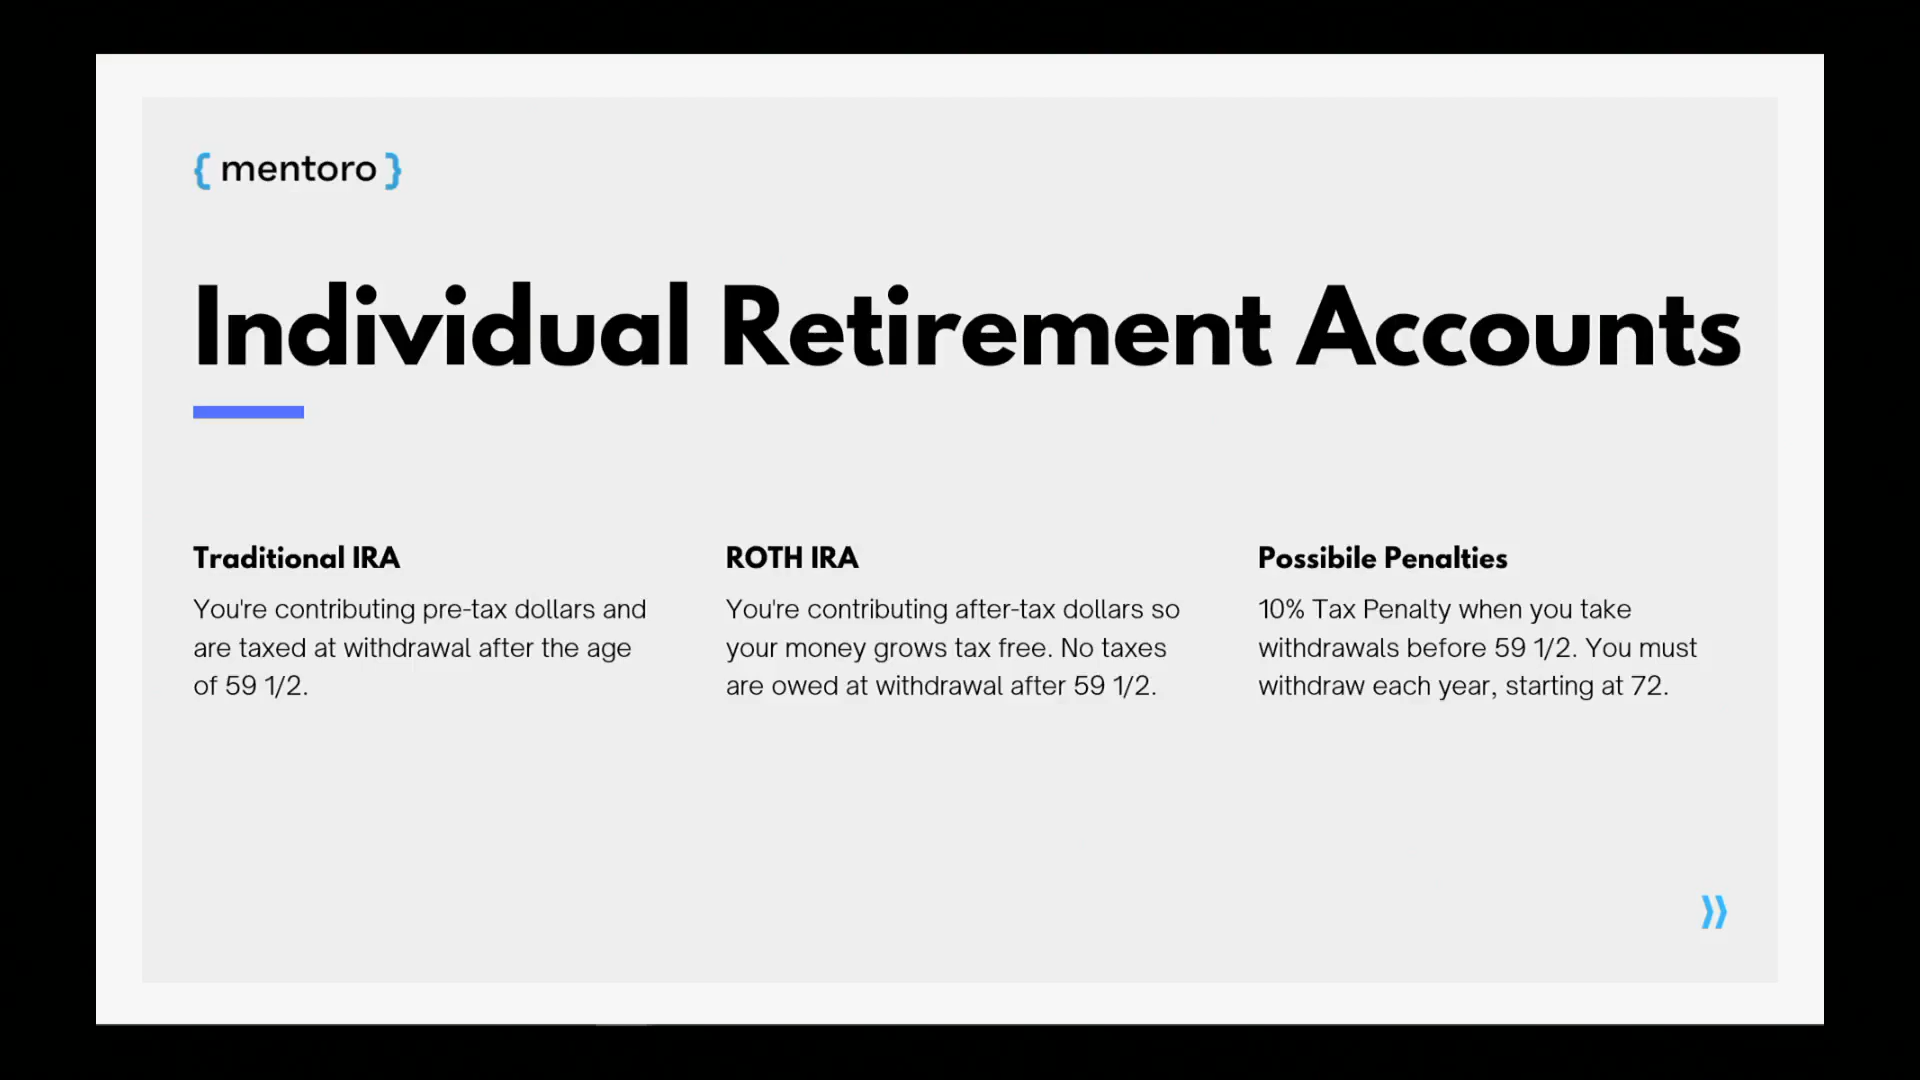 { mentoro }
Individual Retirement Accounts
Traditional IRA
You're contributing pre-tax dollars and
are taxed at withdrawal after the age
of 59 1/2.
ROTH IRA
You're contributing after-tax dollars so
your money grows tax free. No taxes
are owed at withdrawal after 59 1/2.
Possibile Penalties
10% Tax Penalty when you take
withdrawals before 59 1/2. You must
withdraw each year, starting at 72.